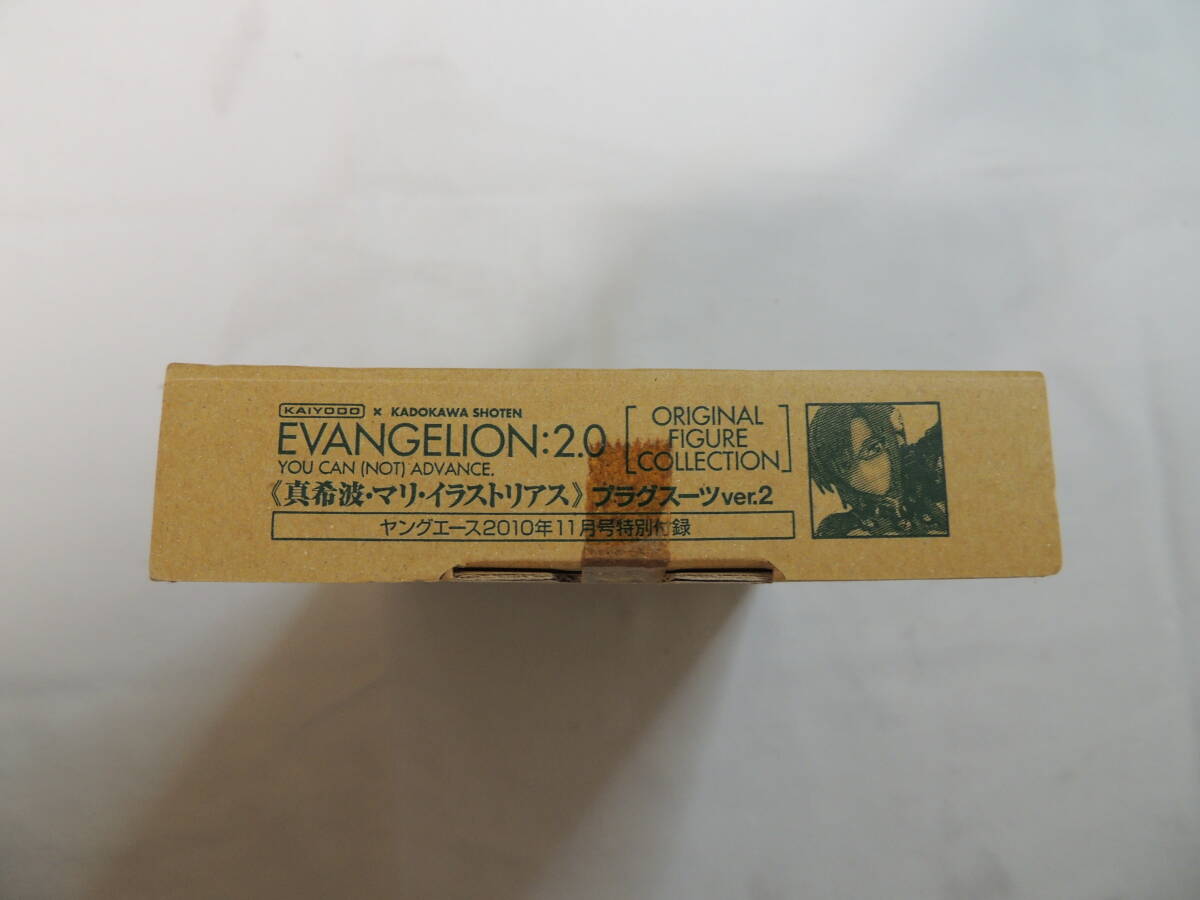 KAIYODO × KADOKAWA SHOTEN
EVANGELION:2.0
YOU CAN (NOT) ADVANCE.
ORIGINAL
FIGURE
COLLECTION
《真希波・マリ・イラストリアス》プラグスーツver.2
ヤングエース2010年11月号特別付録